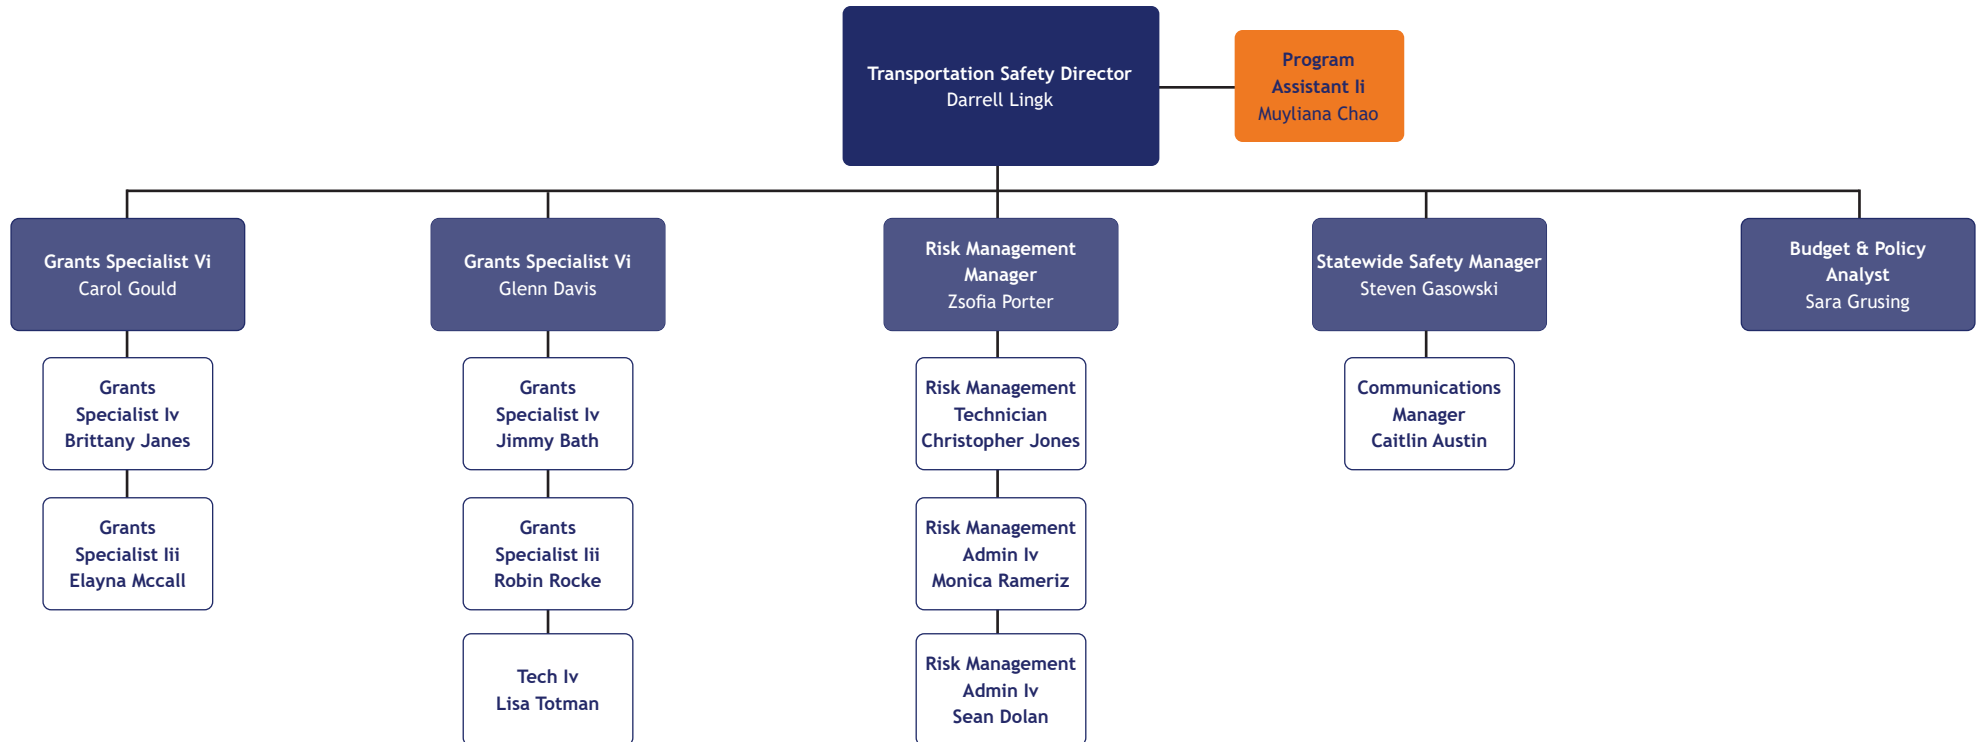 Transportation Safety Director
Darrell Lingk
Program
Assistant Ii
Muyliana Chao
Grants Specialist Vi
Carol Gould
Grants Specialist Vi
Glenn Davis
Risk Management
Manager
Zsofia Porter
Statewide Safety Manager
Steven Gasowski
Budget & Policy
Analyst
Sara Grusing
Grants
Specialist Iv
Brittany Janes
Grants
Specialist Iv
Jimmy Bath
Risk Management
Technician
Christopher Jones
Communications
Manager
Caitlin Austin
Grants
Specialist Iii
Elayna Mccall
Grants
Specialist Iii
Robin Rocke
Risk Management
Admin Iv
Monica Rameriz
Tech Iv
Lisa Totman
Risk Management
Admin Iv
Sean Dolan